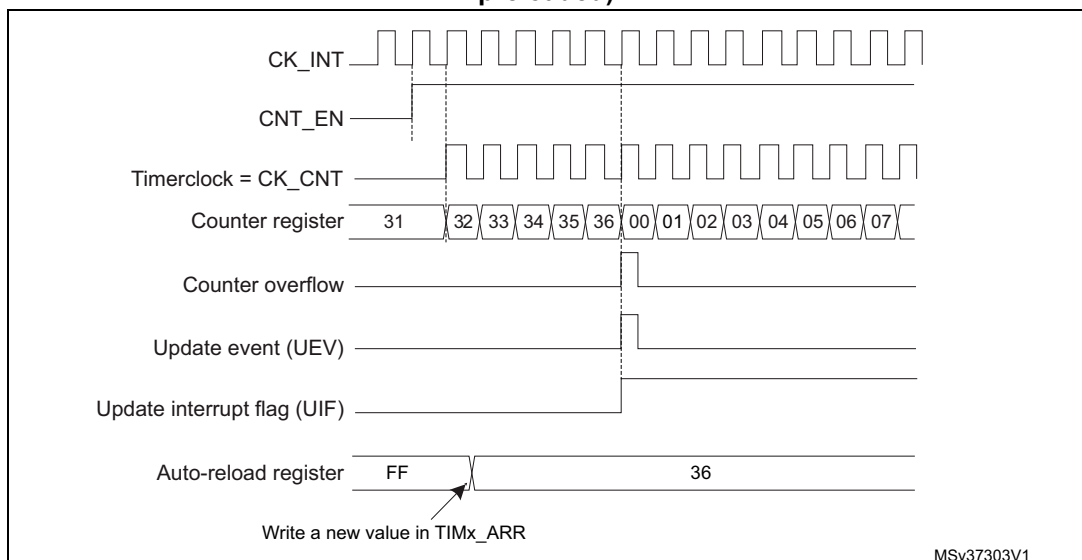 CK_INT
CNT_EN
Timerclock = CK_CNT
Counter register 31 32 33 34 35 36 00 01 02 03 04 05 06 07
Counter overflow
Update event (UEV)
Update interrupt flag (UIF)
Auto-reload register FF 36
Write a new value in TIMx_ARR
MSv37303V1